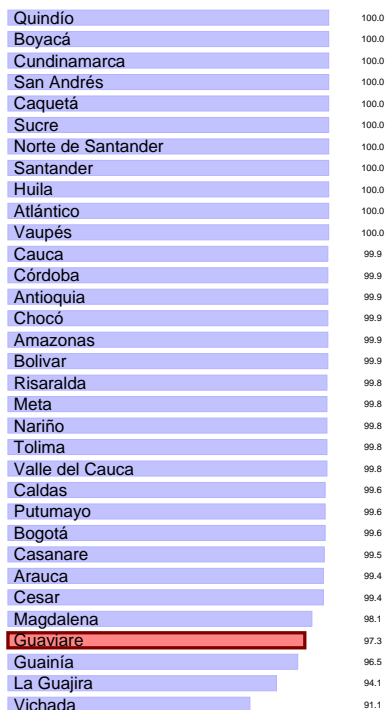 Quindío 100.0
Boyacá 100.0
Cundinamarca 100.0
San Andrés 100.0
Caquetá 100.0
Sucre 100.0
Norte de Santander 100.0
Santander 100.0
Huila 100.0
Atlántico 100.0
Vaupés 100.0
Cauca 99.9
Córdoba 99.9
Antioquia 99.9
Chocó 99.9
Amazonas 99.9
Bolivar 99.9
Risaralda 99.8
Meta 99.8
Nariño 99.8
Tolima 99.8
Valle del Cauca 99.8
Caldas 99.6
Putumayo 99.6
Bogotá 99.6
Casanare 99.5
Arauca 99.4
Cesar 99.4
Magdalena 98.1
Guaviare 97.3
Guainía 96.5
La Guajira 94.1
Vichada 91.1